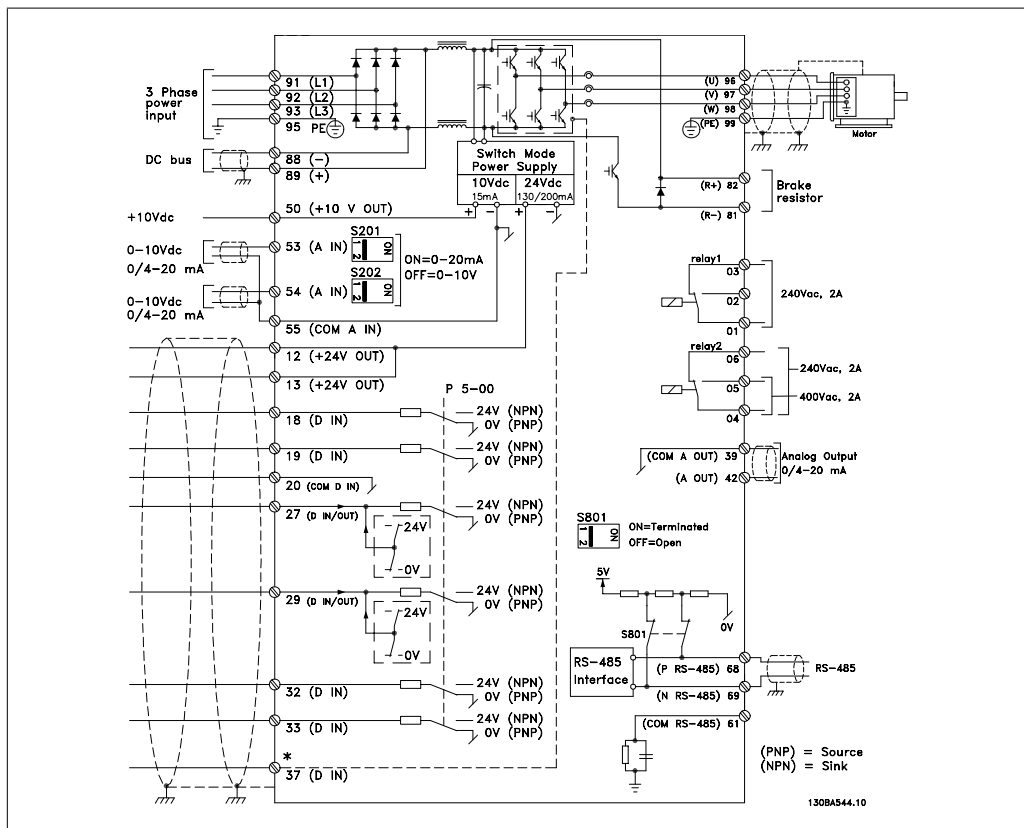 3 Phase
power
input
91 (L1)
92 (L2)
93 (L3)
95 PE
DC bus
88 (-)
89 (+)
+10Vdc
50 (+10 V OUT)
0-10Vdc
0/4-20 mA
53 (A IN)
S201
1 2
ON
ON=0-20mA
OFF=0-10V
0-10Vdc
0/4-20 mA
54 (A IN)
S202
1 2
ON
55 (COM A IN)
12 (+24V OUT)
13 (+24V OUT)
P 5-00
18 (D IN)
24V (NPN)
0V (PNP)
19 (D IN)
24V (NPN)
0V (PNP)
20 (COM D IN)
27 (D IN/OUT)
24V (NPN)
0V (PNP)
24V
0V
29 (D IN/OUT)
24V (NPN)
0V (PNP)
24V
0V
32 (D IN)
24V (NPN)
0V (PNP)
33 (D IN)
24V (NPN)
0V (PNP)
*
37 (D IN)
Switch Mode
Power Supply
10Vdc
15mA
24Vdc
130/200mA
+ - + -
(U) 96
(V) 97
(W) 98
(PE) 99
Motor
(R+) 82
(R-) 81
Brake
resistor
relay1
03
02
01
240Vac, 2A
relay2
06
05
04
240Vac, 2A
400Vac, 2A
(COM A OUT) 39
(A OUT) 42
Analog Output
0/4-20 mA
S801
1 2
ON
ON=Terminated
OFF=Open
5V
0V
S801
RS-485
Interface
(P RS-485) 68
(N RS-485) 69
(COM RS-485) 61
RS-485
(PNP) = Source
(NPN) = Sink
130BA544.10